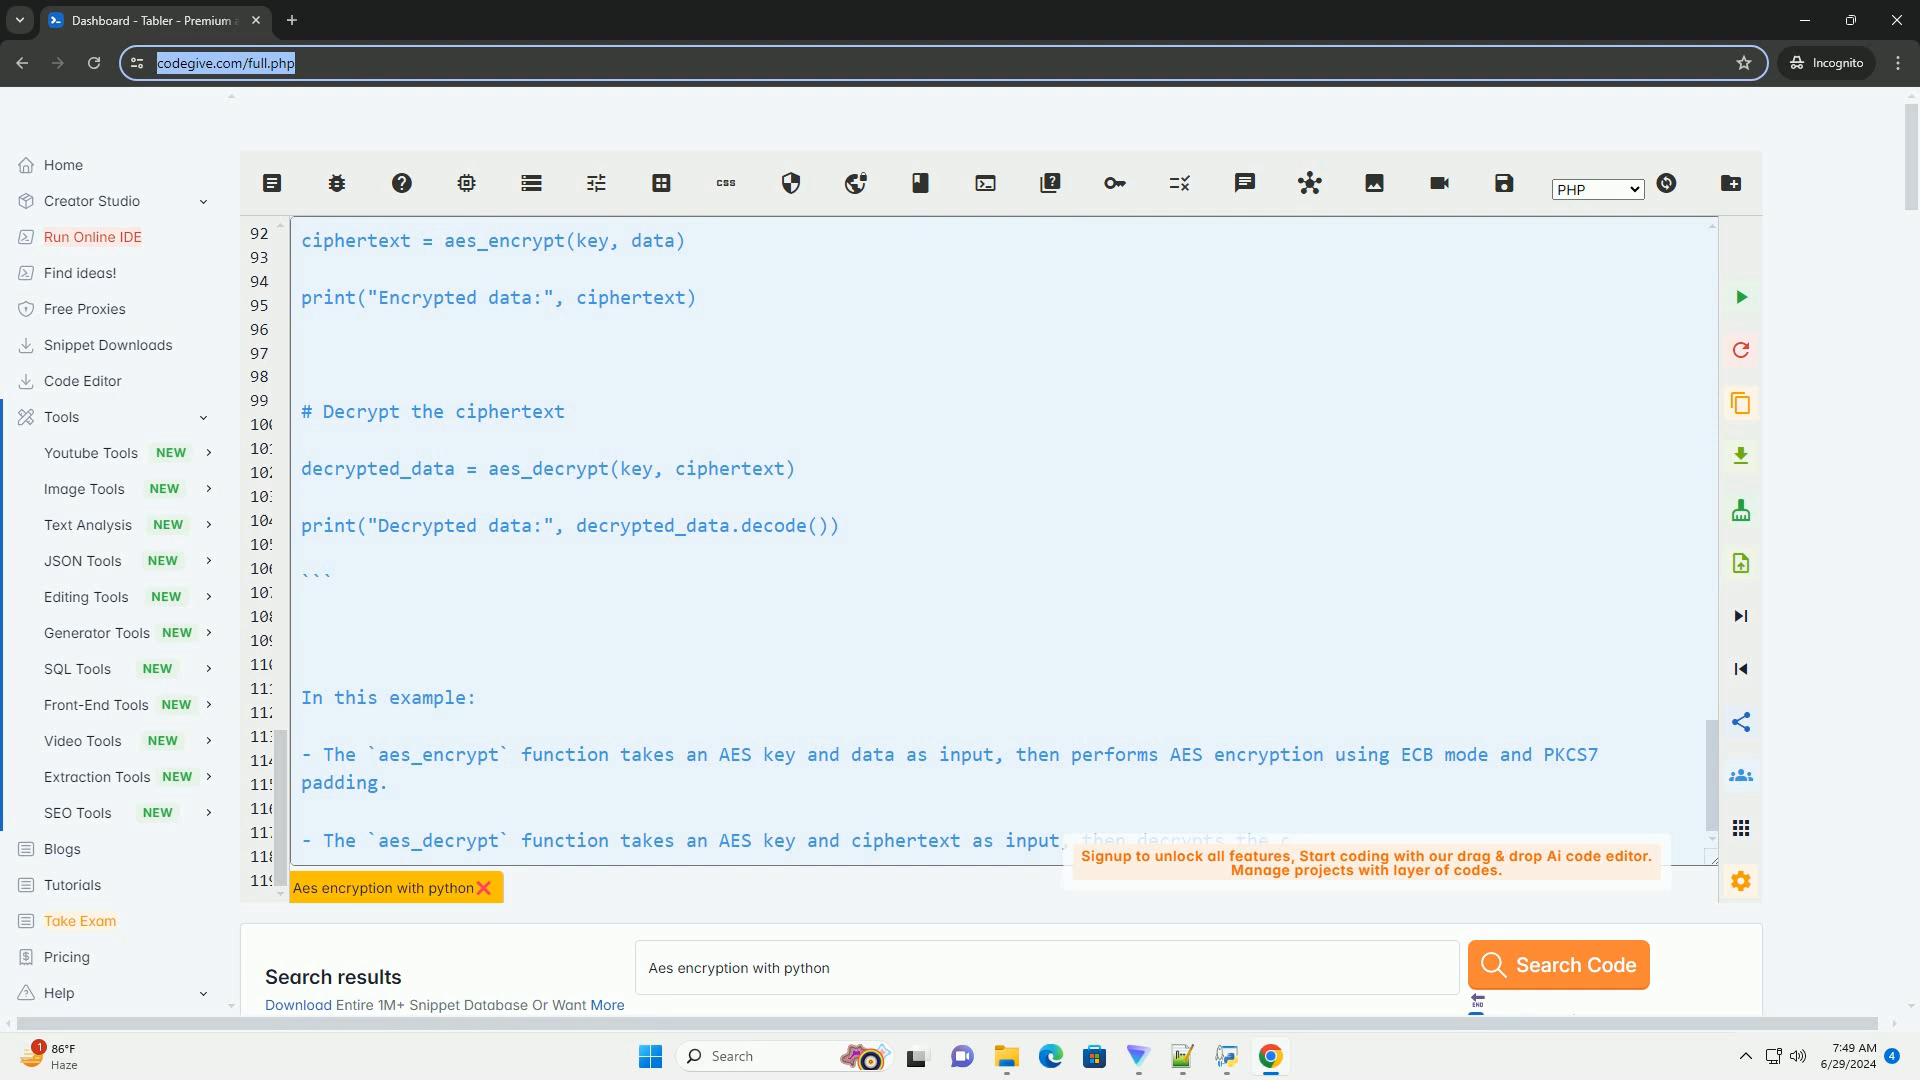 Dashboard - Tabler - Premium
codegive.com/full.php
Incognito
Home
Creator Studio
Run Online IDE
Find ideas!
Free Proxies
Snippet Downloads
Code Editor
Tools
Youtube Tools NEW
Image Tools NEW
Text Analysis NEW
JSON Tools NEW
Editing Tools NEW
Generator Tools NEW
SQL Tools NEW
Front-End Tools NEW
Video Tools NEW
Extraction Tools NEW
SEO Tools NEW
Blogs
Tutorials
Take Exam
Pricing
Help
css
PHP
92
93
94
95
96
97
98
99
ciphertext = aes_encrypt(key, data)
print("Encrypted data:", ciphertext)
# Decrypt the ciphertext
decrypted_data = aes_decrypt(key, ciphertext)
print("Decrypted data:", decrypted_data.decode())
```
In this example:
- The `aes_encrypt` function takes an AES key and data as input, then performs AES encryption using ECB mode and PKCS7
padding.
- The `aes_decrypt` function takes an AES key and ciphertext as input, then decrypts the c
Signup to unlock all features, Start coding with our drag & drop Ai code editor.
Manage projects with layer of codes.
Aes encryption with python
Search results
Download Entire 1M+ Snippet Database Or Want More
Aes encryption with python
Search Code
END
1
86°F
Haze
Search
7:49 AM
6/29/2024
4